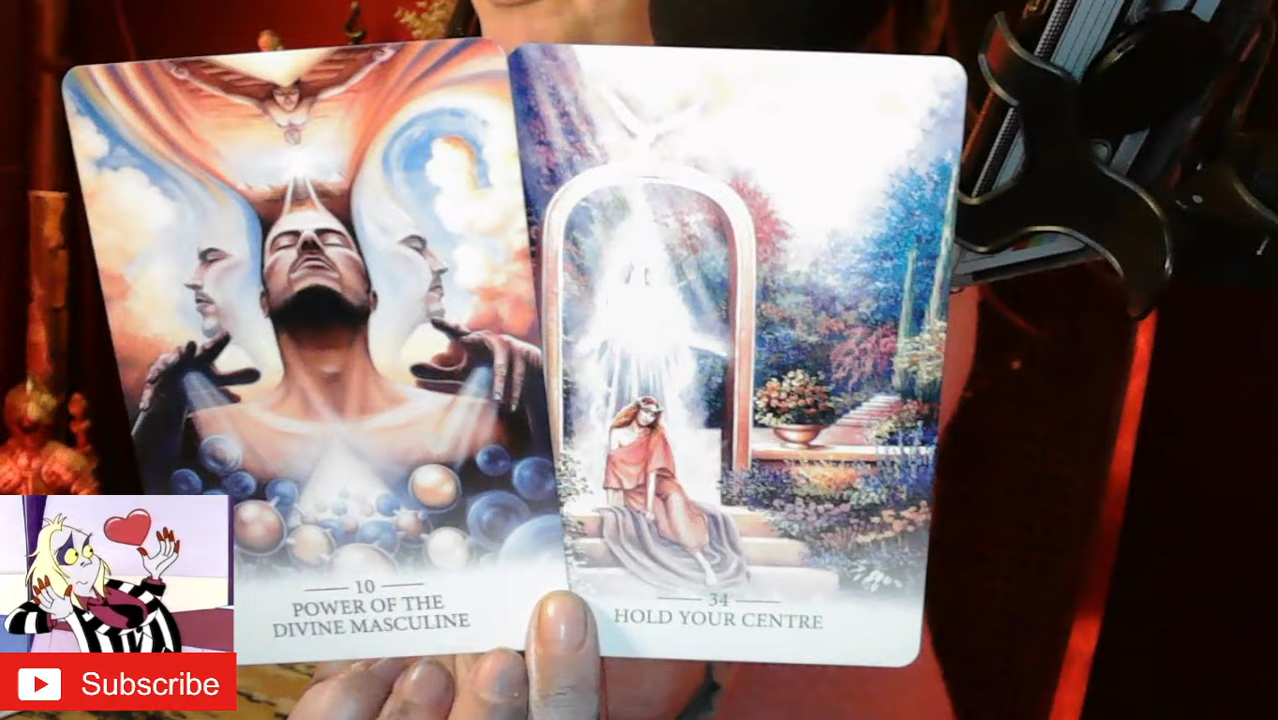 10
POWER OF THE
DIVINE MASCULINE
34
HOLD YOUR CENTRE
Subscribe